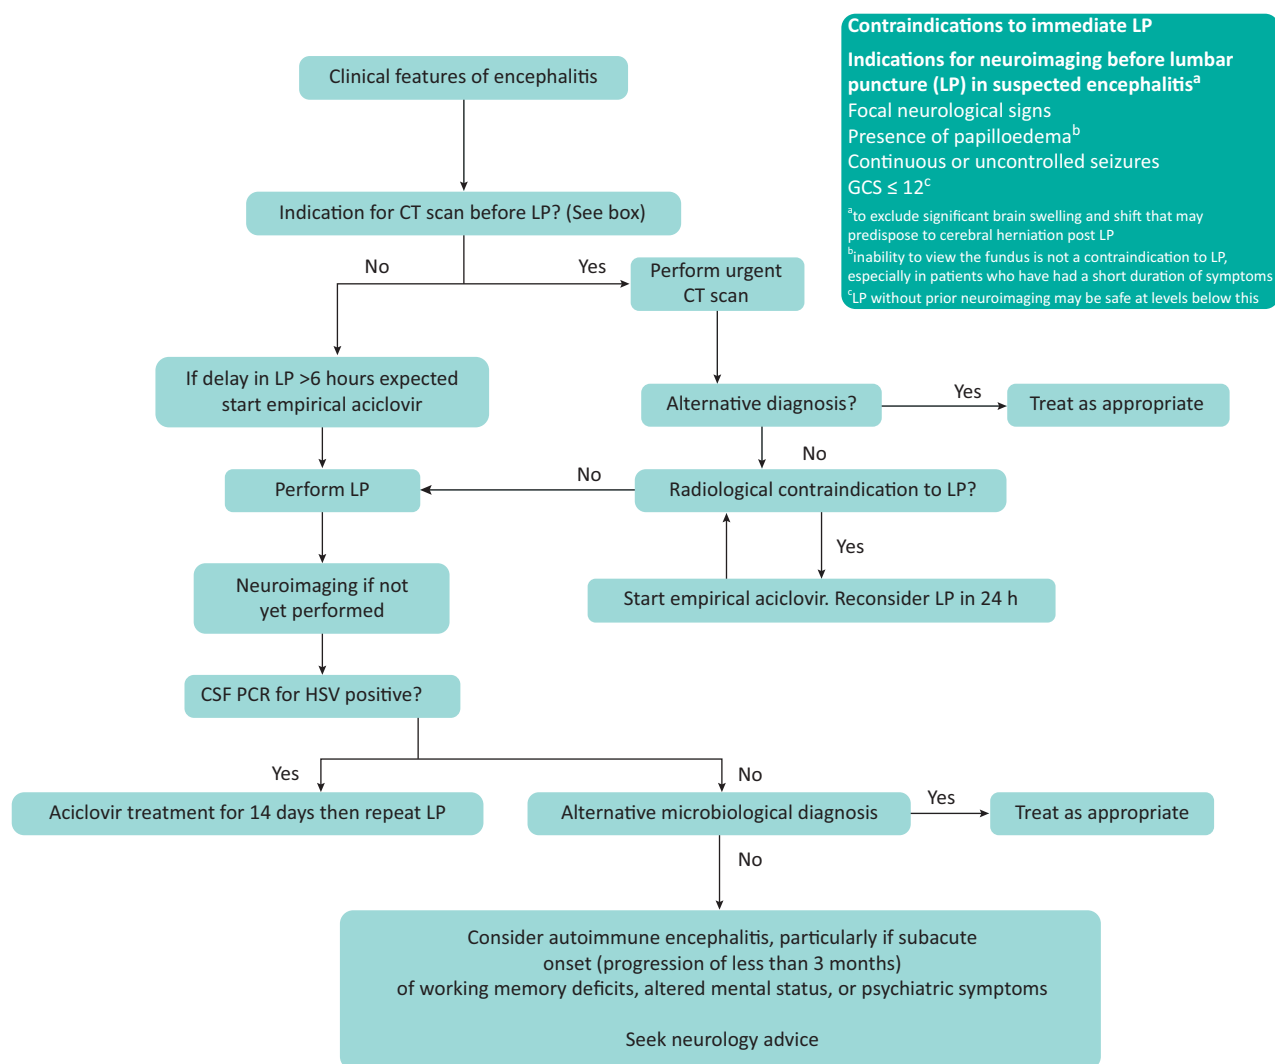 Contraindications to immediate LP
Indications for neuroimaging before lumbar
puncture (LP) in suspected encephalitisa
Focal neurological signs
Presence of papilloedemab
Continuous or uncontrolled seizures
GCS ≤ 12c
ato exclude significant brain swelling and shift that may
predispose to cerebral herniation post LP
binability to view the fundus is not a contraindication to LP,
especially in patients who have had a short duration of symptoms
cLP without prior neuroimaging may be safe at levels below this
Clinical features of encephalitis
Indication for CT scan before LP? (See box)
No
Yes
Perform urgent
CT scan
If delay in LP >6 hours expected
start empirical aciclovir
Alternative diagnosis?
Yes
Treat as appropriate
No
Perform LP
No
Radiological contraindication to LP?
Yes
Neuroimaging if not
yet performed
Start empirical aciclovir. Reconsider LP in 24 h
CSF PCR for HSV positive?
Yes
No
Aciclovir treatment for 14 days then repeat LP
Alternative microbiological diagnosis
Yes
Treat as appropriate
No
Consider autoimmune encephalitis, particularly if subacute
onset (progression of less than 3 months)
of working memory deficits, altered mental status, or psychiatric symptoms
Seek neurology advice